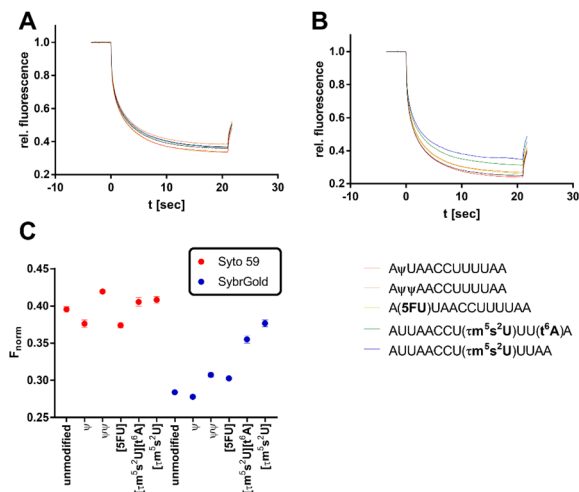 A
B
1.0
0.8
0.6
0.4
0.2
rel. fluorescence
-10
0
10
20
30
t [sec]
1.0
0.8
0.6
0.4
0.2
rel. fluorescence
-10
0
10
20
30
t [sec]
C
Syto 59
SybrGold
0.45
0.40
0.35
0.30
0.25
Fnorm
unmodified
ψ
ψψ
[5FU]
[τm⁵s²U][t⁶A]
[τm⁵s²U]
unmodified
ψ
ψψ
[5FU]
[τm⁵s²U][t⁶A]
[τm⁵s²U]
AψUAACCUUUUAA
AψψAACCUUUUAA
A(5FU)UAACCUUUUAA
AUUAACCU(τm⁵s²U)UU(t⁶A)A
AUUAACCU(τm⁵s²U)UUAA